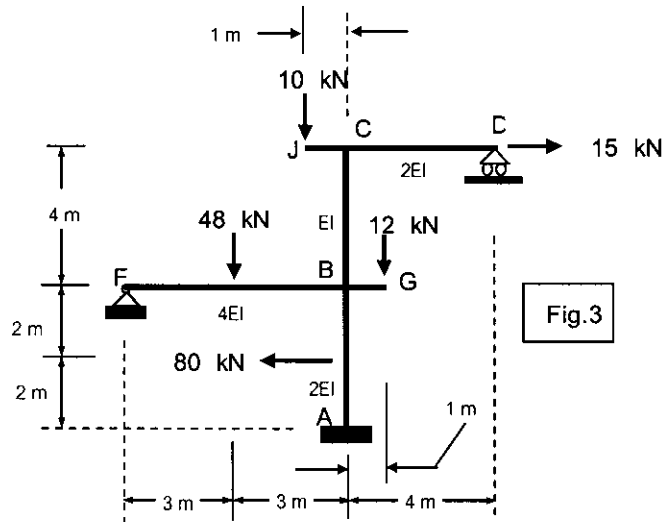 1 m
10 kN
C
D
J
15 kN
2EI
4 m
EI
48 kN
12 kN
F
B
G
4EI
Fig.3
2 m
80 kN
2EI
2 m
A
1 m
3 m
3 m
4 m